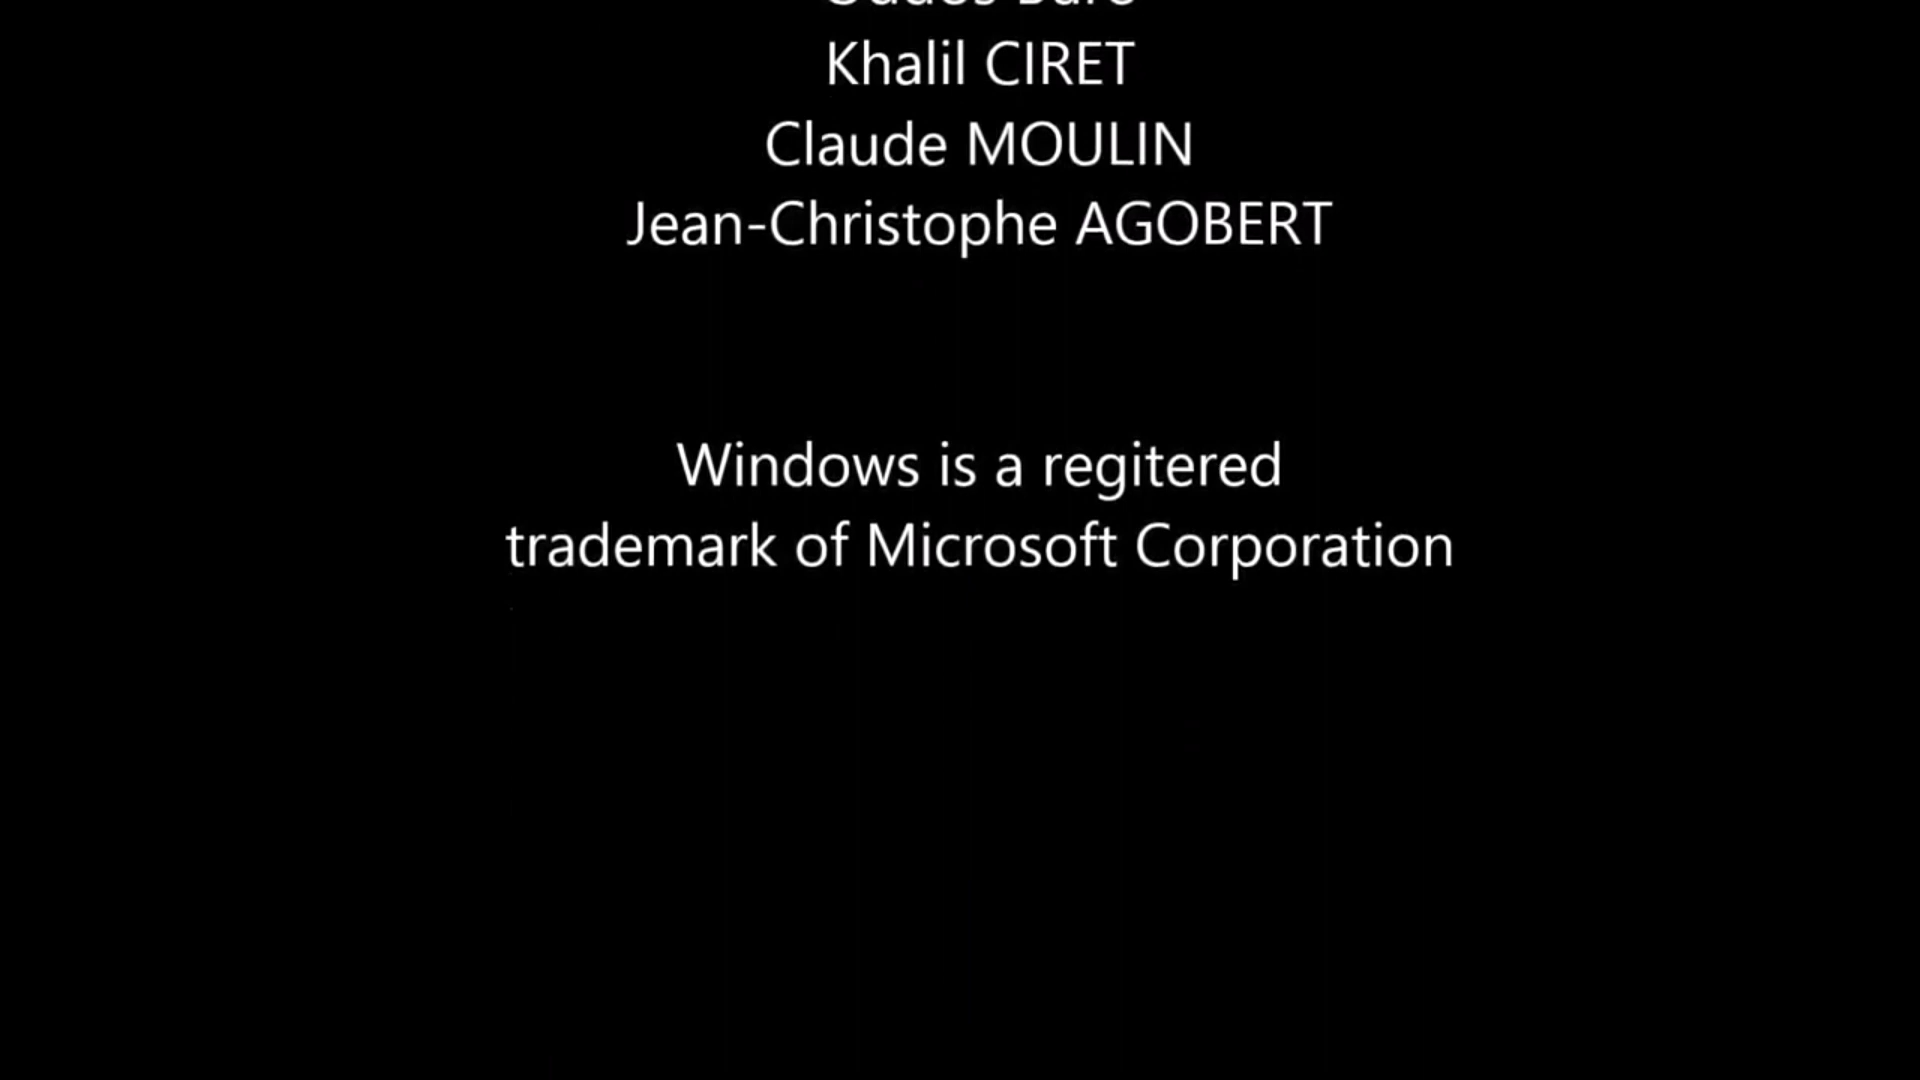 Khalil CIRET
Claude MOULIN
Jean-Christophe AGOBERT
Windows is a regitered
trademark of Microsoft Corporation